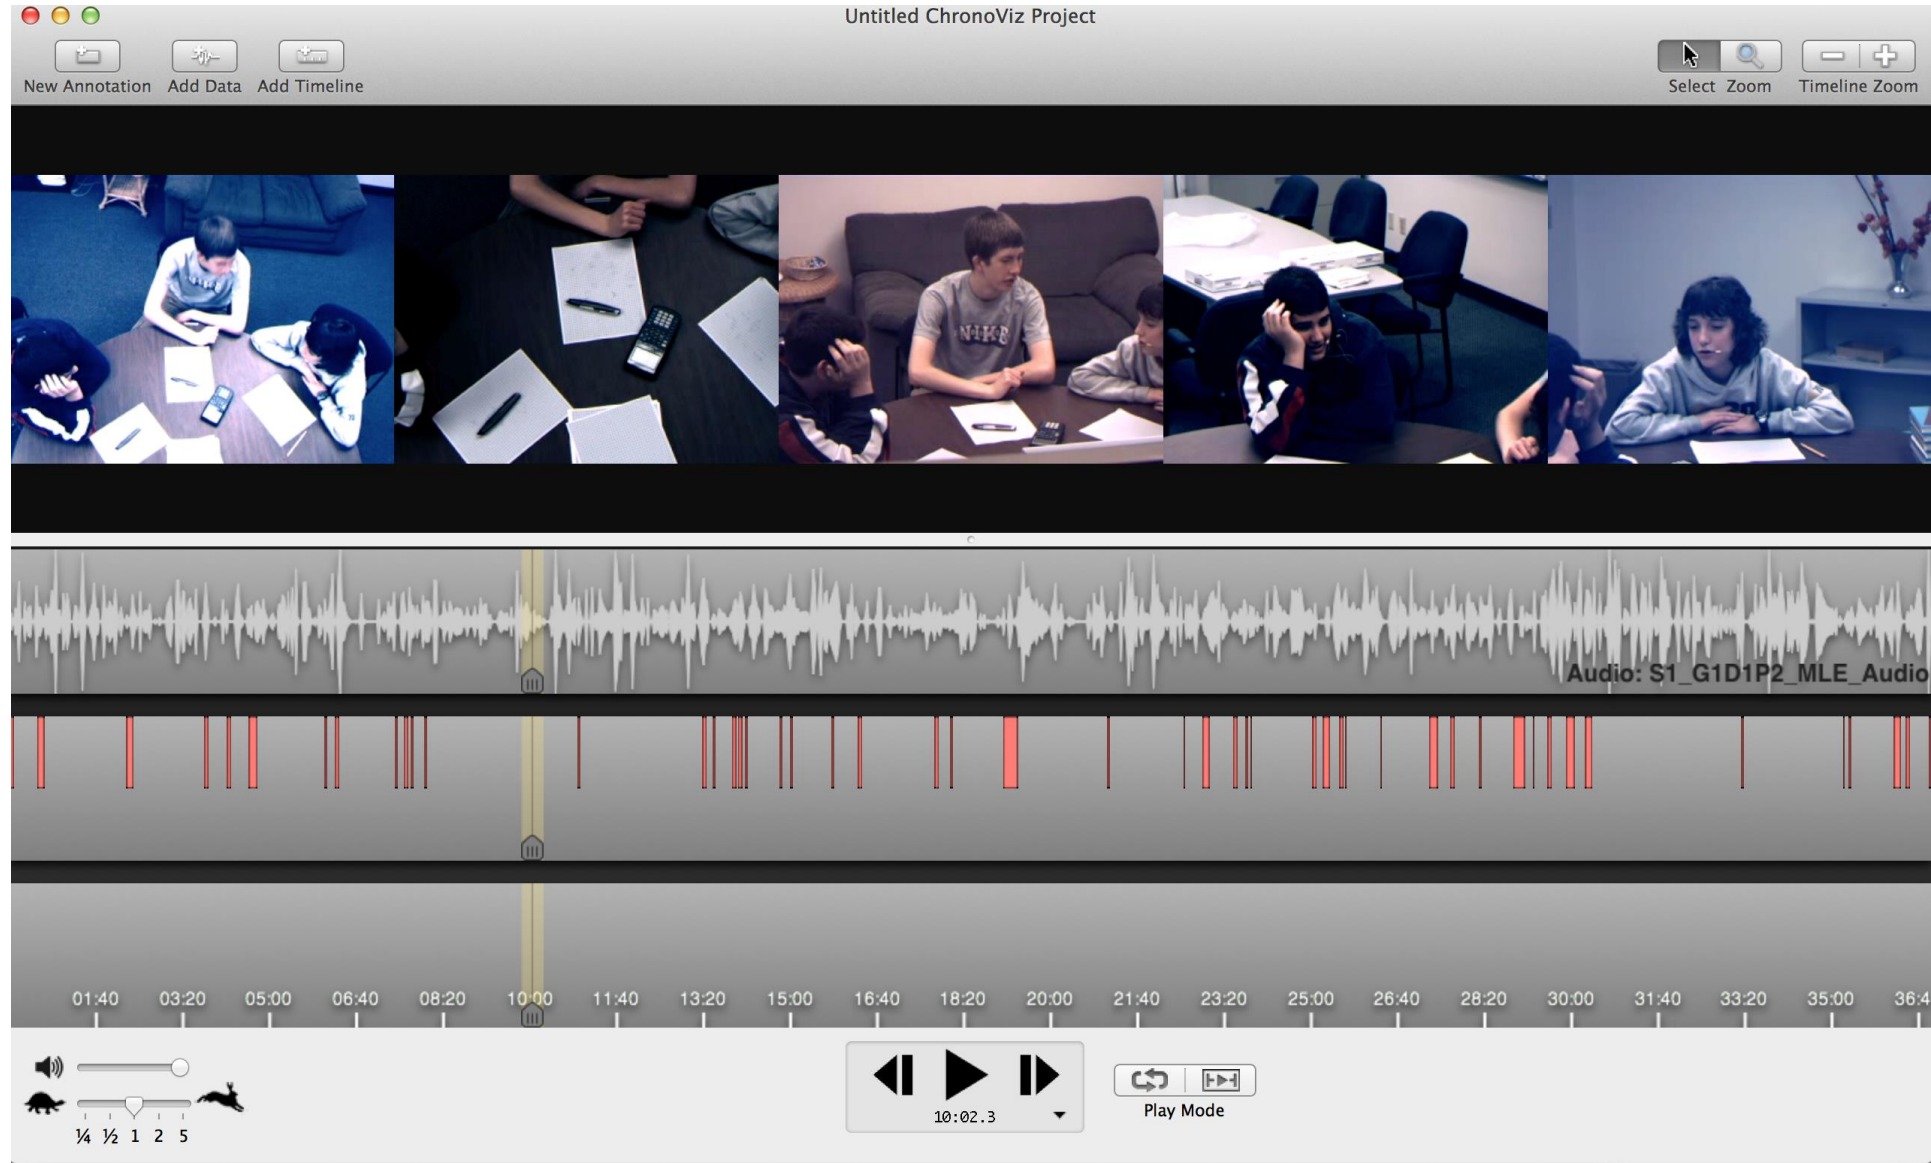 Untitled ChronoViz Project
New Annotation Add Data Add Timeline
Select Zoom Timeline Zoom
NIKE
Audio: S1_G1D1P2_MLE_Audio
01:40 03:20 05:00 06:40 08:20 10:00 11:40 13:20 15:00 16:40 18:20 20:00 21:40 23:20 25:00 26:40 28:20 30:00 31:40 33:20 35:00 36:4
10:02.3
Play Mode
¼ ½ 1 2 5